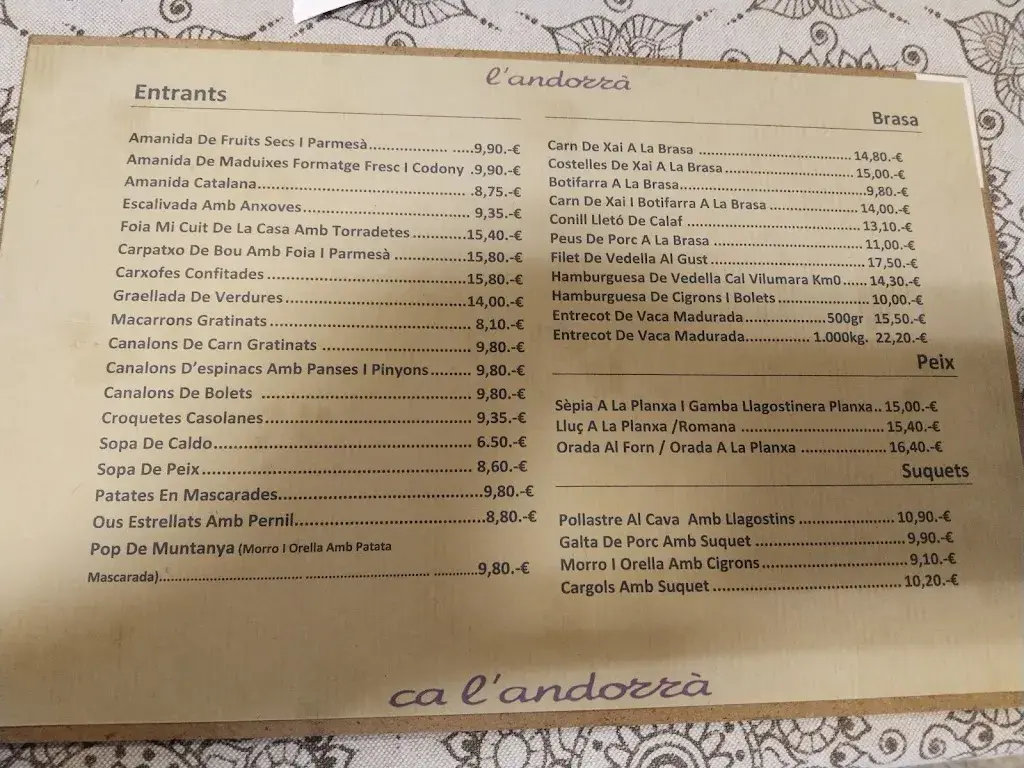 l'andorrà
Entrants
Amanida De Fruits Secs I Parmesà.................. .....9,90.-€
Amanida De Maduixes Formatge Fresc I Codony .9,90.-€
Amanida Catalana................................................8,75.-€
Escalivada Amb Anxoves..................................... 9,35.-€
Foia Mi Cuit De La Casa Amb Torradetes............15,40.-€
Carpatxo De Bou Amb Foia I Parmesà ................15,80.-€
Carxofes Confitades ............................................15,80.-€
Graellada De Verdures.........................................14,00.-€
Macarrons Gratinats............................................ 8,10.-€
Canalons De Carn Gratinats ................................. 9,80.-€
Canalons D'espinacs Amb Panses I Pinyons......... 9,80.-€
Canalons De Bolets ............................................. 9,80.-€
Croquetes Casolanes............................................ 9,35.-€
Sopa De Caldo...................................................... 6.50.-€
Sopa De Peix......................................................... 8,60.-€
Patates En Mascarades..........................................9,80.-€
Ous Estrellats Amb Pernil.......................................8,80.-€
Pop De Muntanya (Morro I Orella Amb Patata
Mascarada)....................................... .................. ...........9,80.-€
Brasa
Carn De Xai A La Brasa .................................. 14,80.-€
Costelles De Xai A La Brasa............................ 15,00.-€
Botifarra A La Brasa........................................9,80.-€
Carn De Xai I Botifarra A La Brasa .................. 14,00.-€
Conill Lletó De Calaf ...................................... 13,10.-€
Peus De Porc A La Brasa ................................. 11,00.-€
Filet De Vedella Al Gust.................................. 17,50.-€
Hamburguesa De Vedella Cal Vilumara Km0...... 14,30.-€
Hamburguesa De Cigrons I Bolets..................... 10,00.-€
Entrecot De Vaca Madurada..................500gr 15,50.-€
Entrecot De Vaca Madurada.............. 1.000kg. 22,20.-€
Peix
Sèpia A La Planxa I Gamba Llagostinera Planxa.. 15,00.-€
Lluç A La Planxa /Romana ............................... 15,40.-€
Orada Al Forn / Orada A La Planxa .................. 16,40.-€
Suquets
Pollastre Al Cava Amb Llagostins ..................... 10,90.-€
Galta De Porc Amb Suquet ................................ 9,90.-€
Morro I Orella Amb Cigrons............................... 9,10.-€
Cargols Amb Suquet ........................................ 10,20.-€
ca l'andorrà